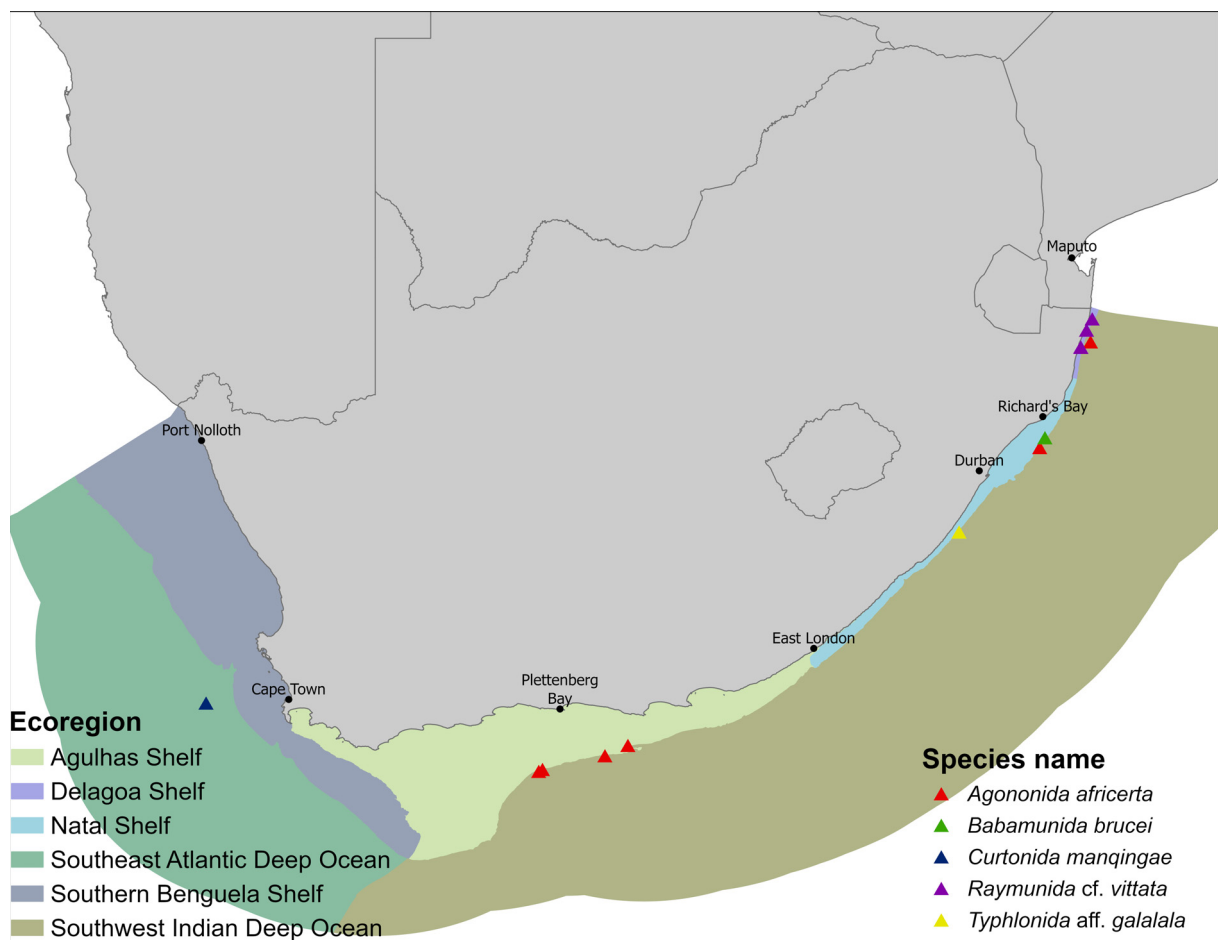 Maputo
Richard's Bay
Port Nolloth
Durban
East London
Plettenberg
Bay
Cape Town
Ecoregion
Agulhas Shelf
Delagoa Shelf
Natal Shelf
Southeast Atlantic Deep Ocean
Southern Benguela Shelf
Southwest Indian Deep Ocean
Species name
Agononida africerta
Babamunida brucei
Curtonida manqingae
Raymunida cf. vittata
Typhlonida aff. galalala